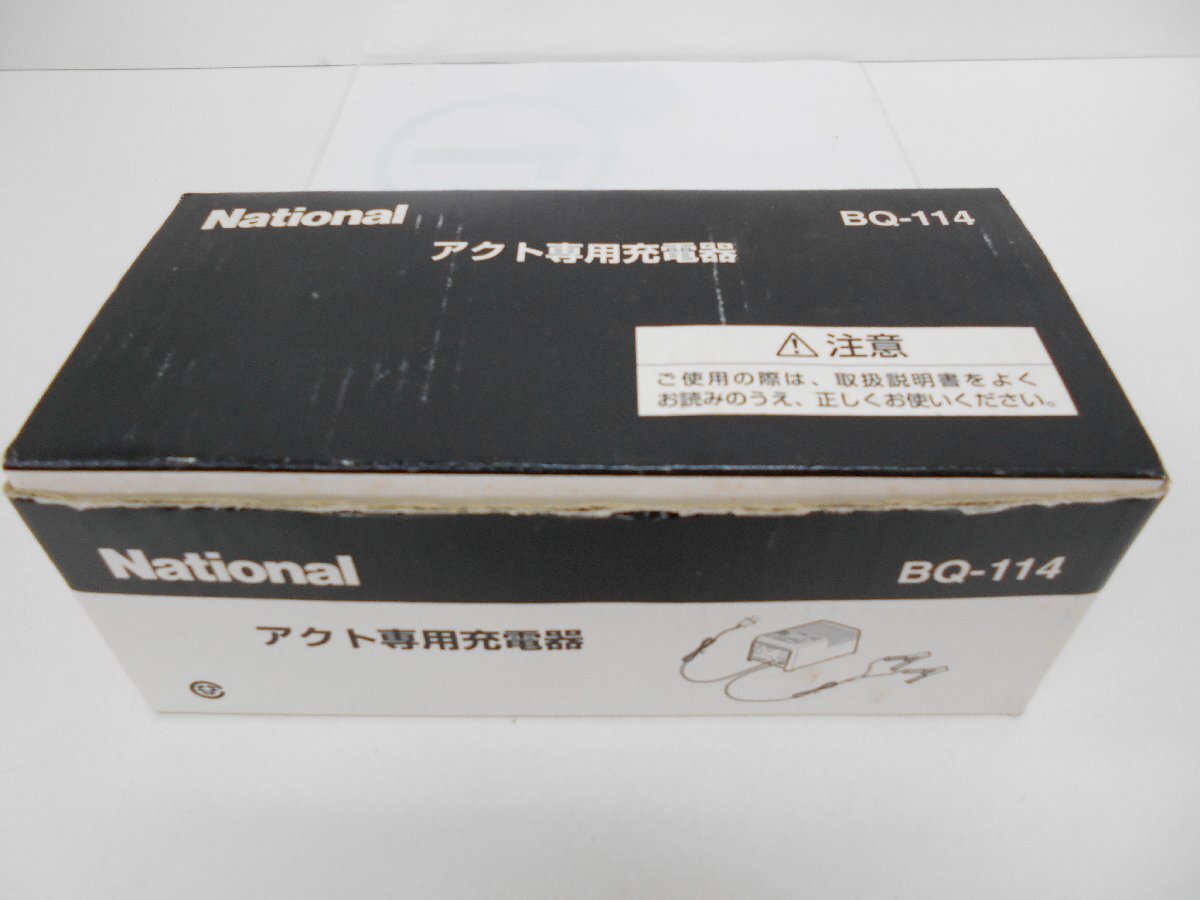 National
BQ-114
アクト専用充電器
注意
ご使用の際は、取扱説明書をよく
お読みのうえ、正しくお使いください。
National
BQ-114
アクト専用充電器